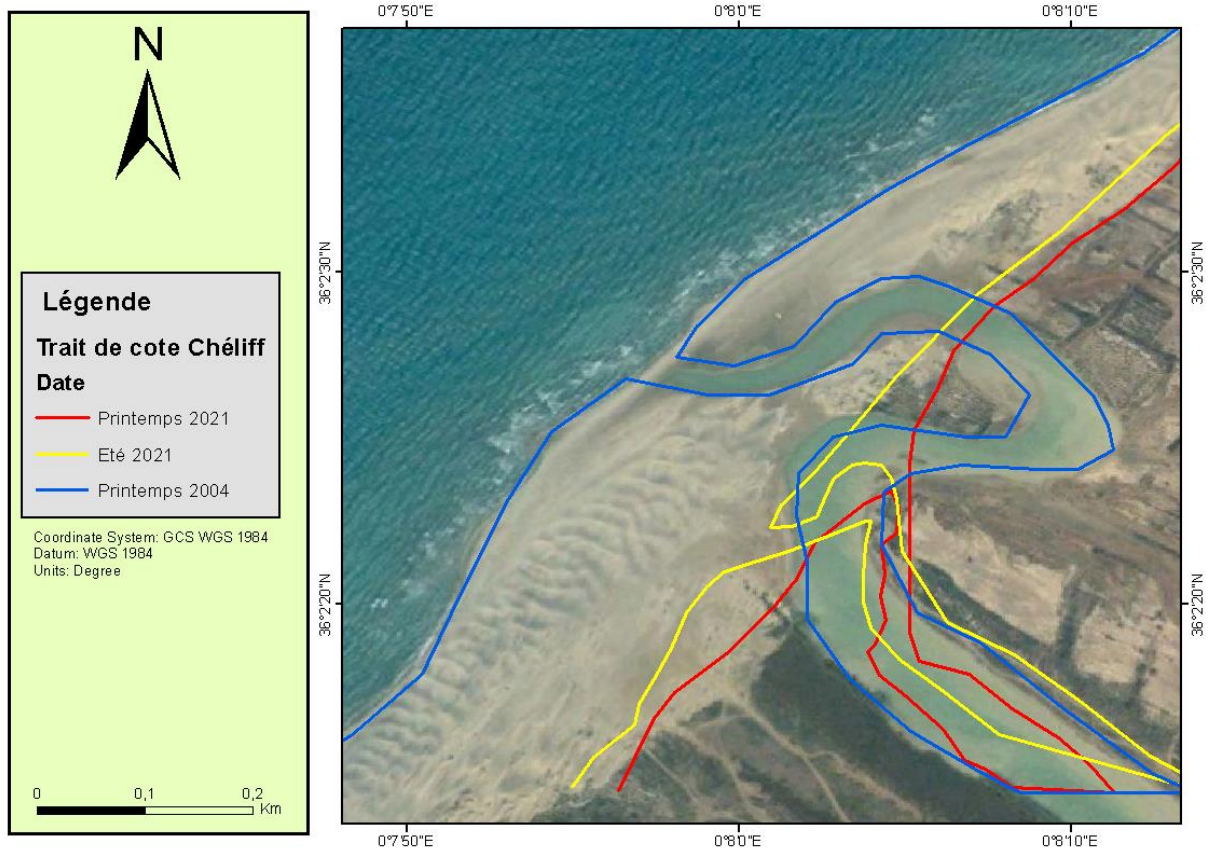 N
Légende
Trait de cote Chéliff
Date
Printemps 2021
Eté 2021
Printemps 2004
Coordinate System: GCS WGS 1984
Datum: WGS 1984
Units: Degree
0 0,1 0,2
Km
0°7'50"E 0°8'0"E 0°8'10"E
36°2'30"N 36°2'30"N
36°2'20"N 36°2'20"N
0°7'50"E 0°8'0"E 0°8'10"E